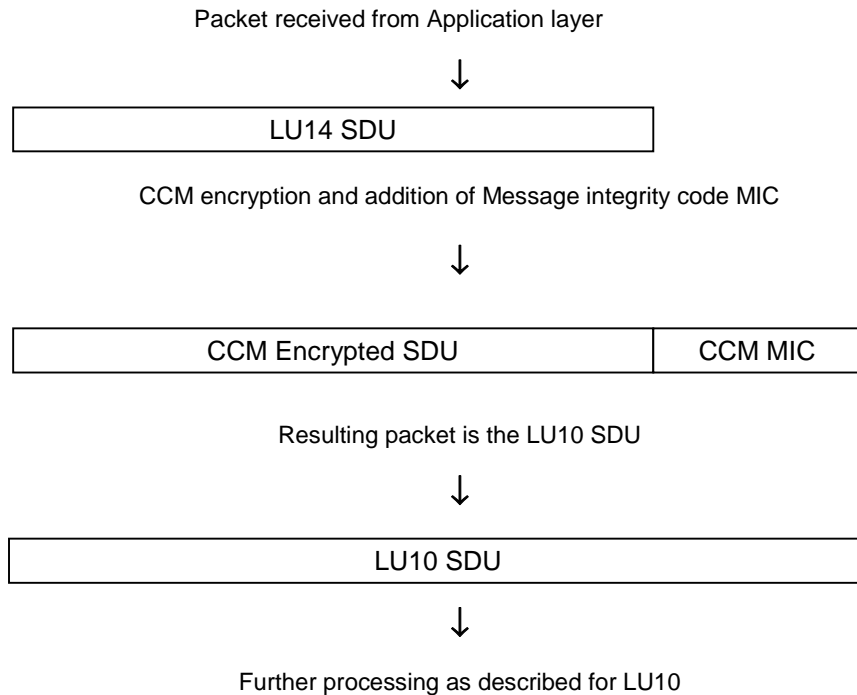 Packet received from Application layer
LU14 SDU
CCM encryption and addition of Message integrity code MIC
CCM Encrypted SDU
CCM MIC
Resulting packet is the LU10 SDU
LU10 SDU
Further processing as described for LU10